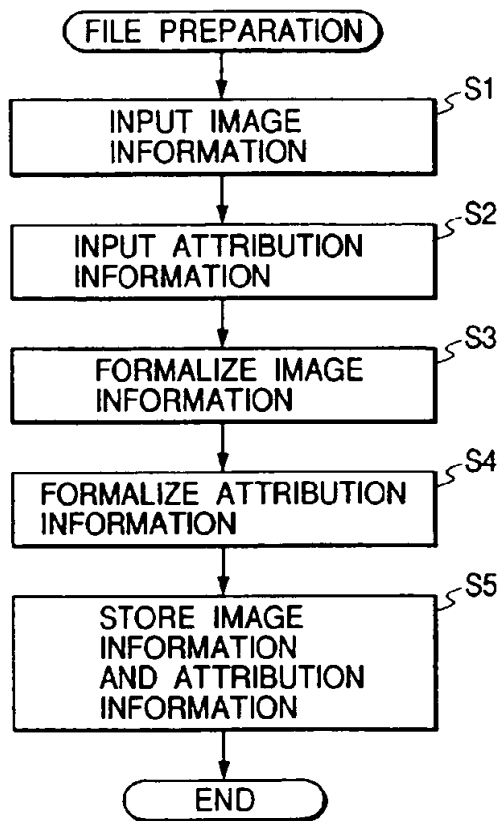 FILE PREPARATION
S1
INPUT IMAGE
INFORMATION
S2
INPUT ATTRIBUTION
INFORMATION
S3
FORMALIZE IMAGE
INFORMATION
S4
FORMALIZE ATTRIBUTION
INFORMATION
S5
STORE IMAGE
INFORMATION
AND ATTRIBUTION
INFORMATION
END